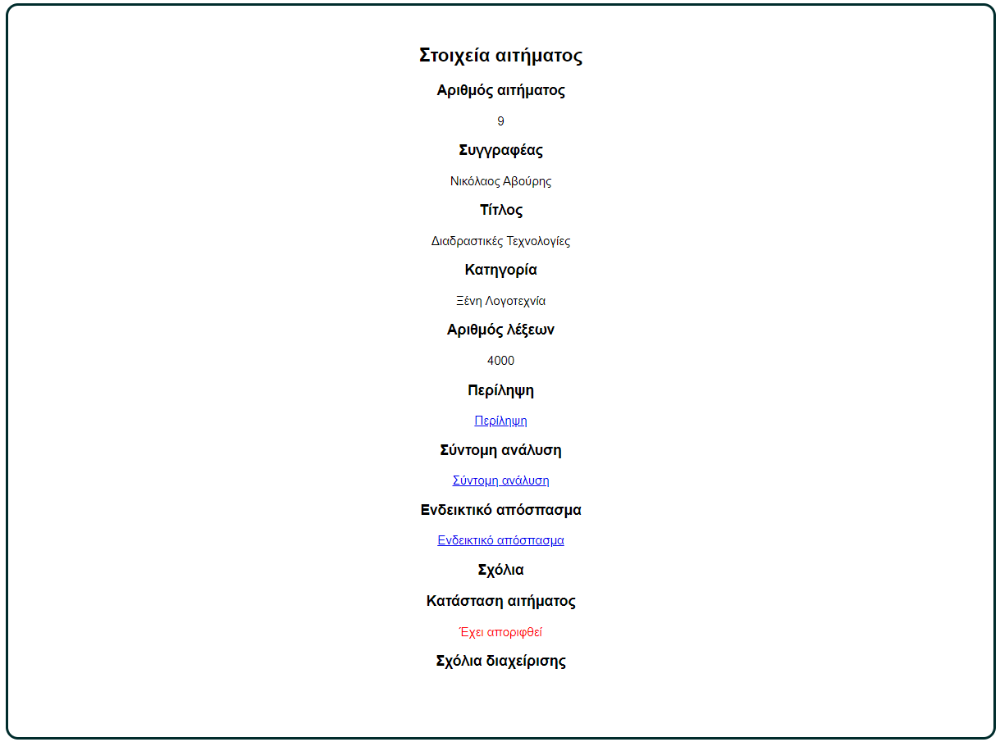 Στοιχεία αιτήματος
Αριθμός αιτήματος
9
Συγγραφέας
Νικόλαος Αβούρης
Τίτλος
Διαδραστικές Τεχνολογίες
Κατηγορία
Ξένη Λογοτεχνία
Αριθμός λέξεων
4000
Περίληψη
Περίληψη
Σύντομη ανάλυση
Σύντομη ανάλυση
Ενδεικτικό απόσπασμα
Ενδεικτικό απόσπασμα
Σχόλια
Κατάσταση αιτήματος
Έχει αποριφθεί
Σχόλια διαχείρισης